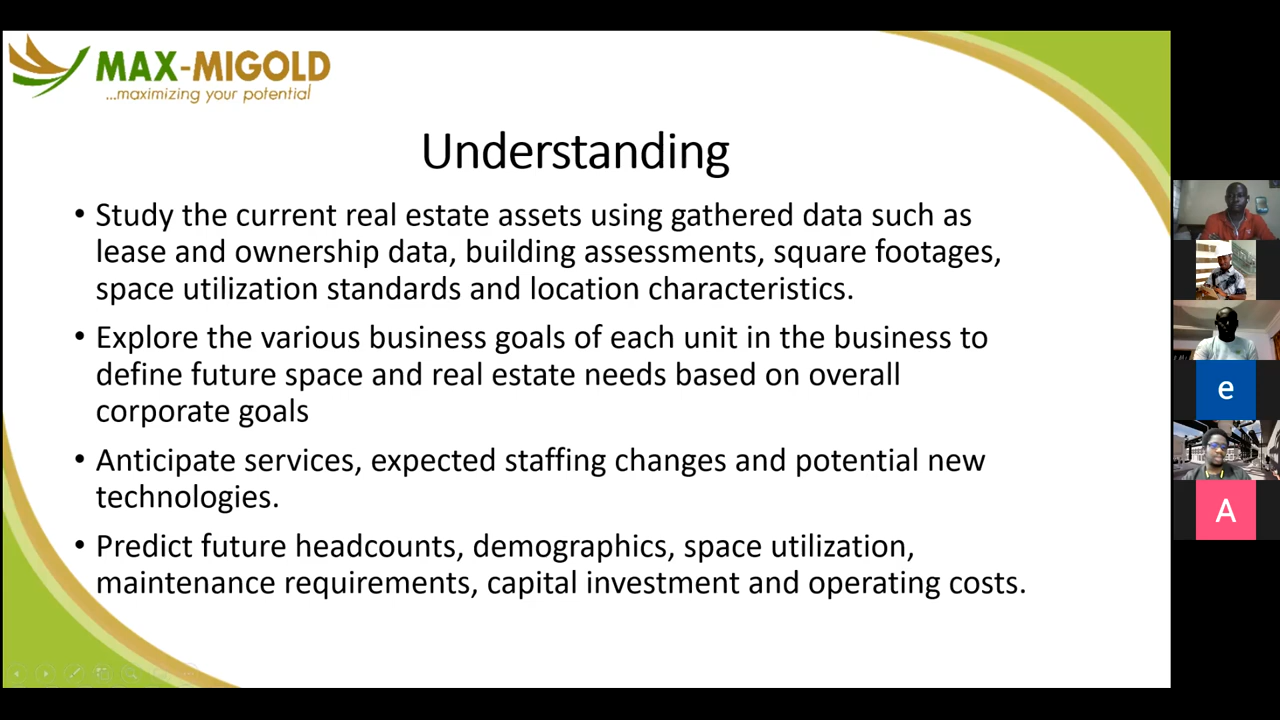 MAX-MIGOLD
...maximizing your potential
Understanding
• Study the current real estate assets using gathered data such as
lease and ownership data, building assessments, square footages,
space utilization standards and location characteristics.
• Explore the various business goals of each unit in the business to
define future space and real estate needs based on overall
corporate goals
• Anticipate services, expected staffing changes and potential new
technologies.
• Predict future headcounts, demographics, space utilization,
maintenance requirements, capital investment and operating costs.
e
A